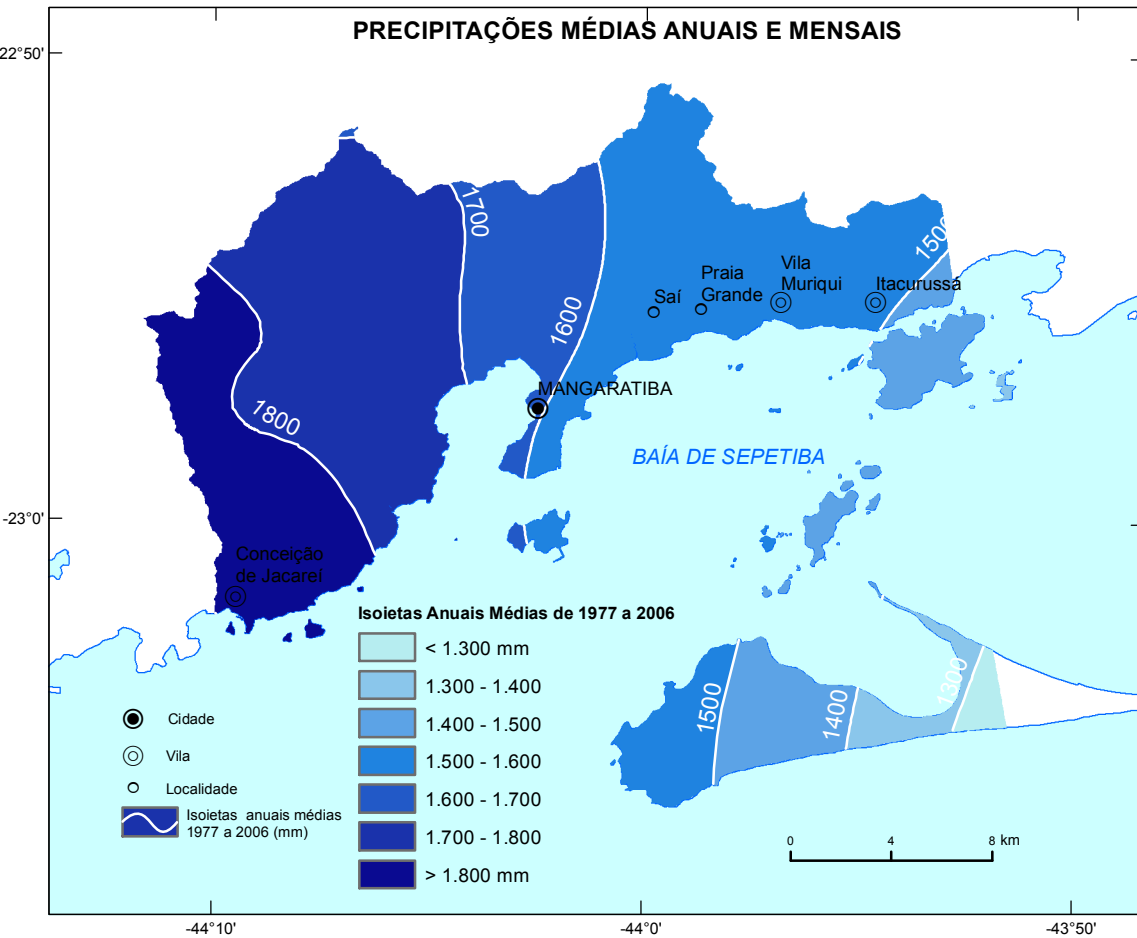 PRECIPITAÇÕES MÉDIAS ANUAIS E MENSAIS
22°50'
1700
1500
1600
Saí
Praia
Grande
Vila
Muriqui
Itacurussá
1800
MANGARATIBA
BAÍA DE SEPETIBA
-23°0'
Conceição
de Jacareí
Isoietas Anuais Médias de 1977 a 2006
< 1.300 mm
1.300 - 1.400
1.400 - 1.500
1.500 - 1.600
1.600 - 1.700
1.700 - 1.800
> 1.800 mm
Cidade
Vila
Localidade
Isoietas anuais médias
1977 a 2006 (mm)
1500
1400
1300
0 4 8 km
-44°10'
-44°0'
-43°50'